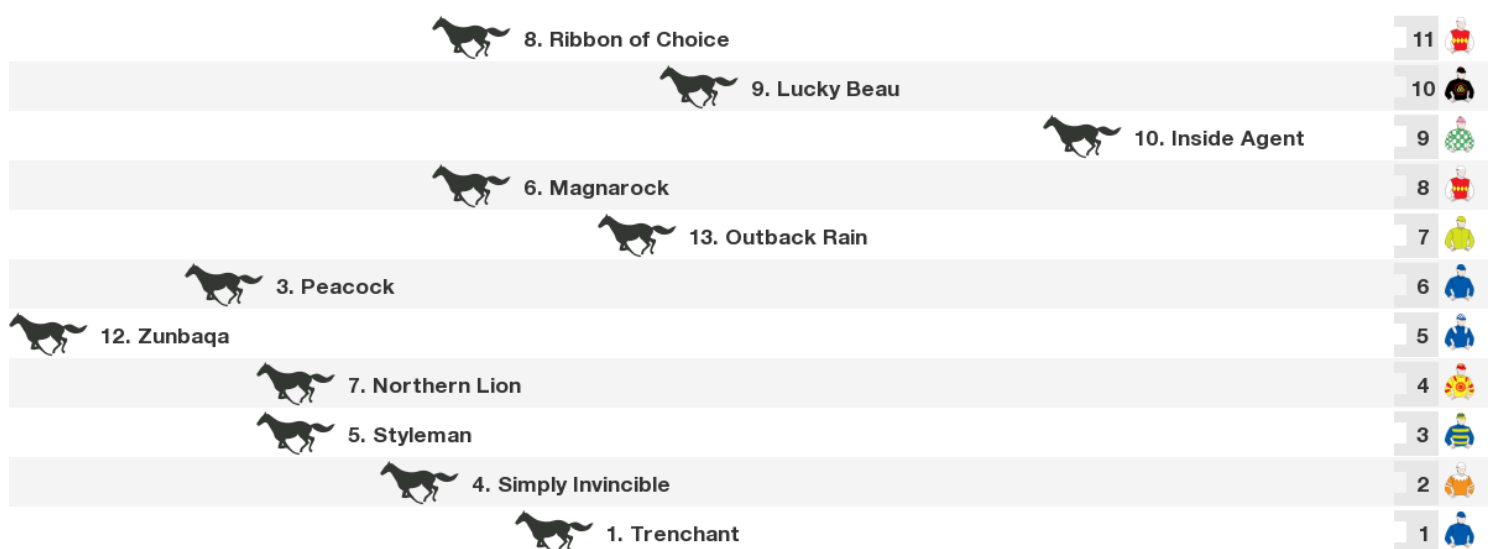 8. Ribbon of Choice 11
9. Lucky Beau 10
10. Inside Agent 9
6. Magnarock 8
13. Outback Rain 7
3. Peacock 6
12. Zunbaqa 5
7. Northern Lion 4
5. Styleman 3
4. Simply Invincible 2
1. Trenchant 1